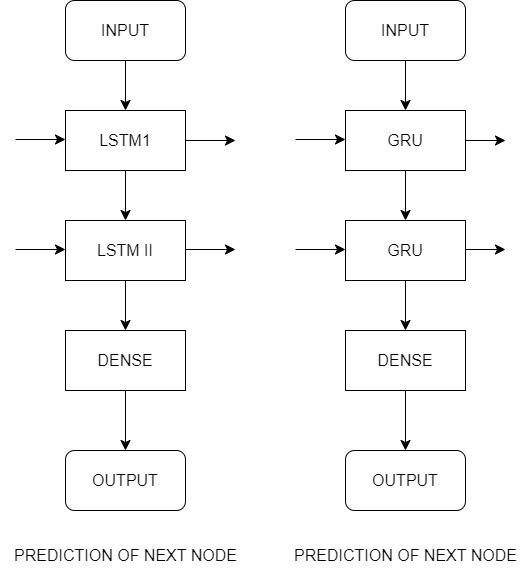 INPUT
LSTM1
LSTM II
DENSE
OUTPUT
PREDICTION OF NEXT NODE
INPUT
GRU
GRU
DENSE
OUTPUT
PREDICTION OF NEXT NODE